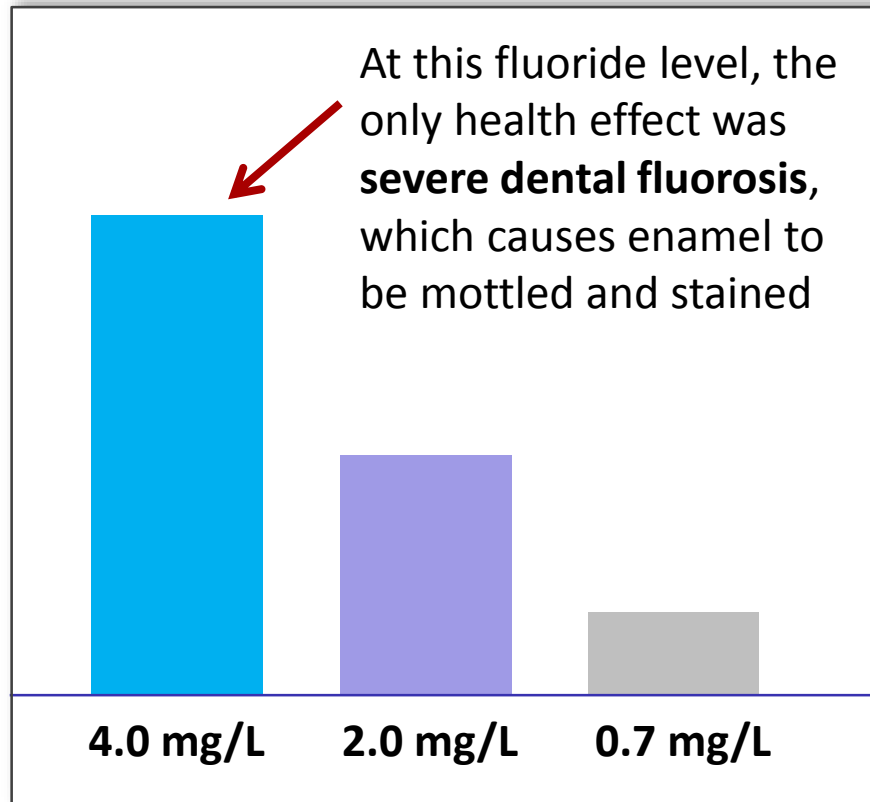 At this fluoride level, the
only health effect was
severe dental fluorosis,
which causes enamel to
be mottled and stained
4.0 mg/L 2.0 mg/L 0.7 mg/L